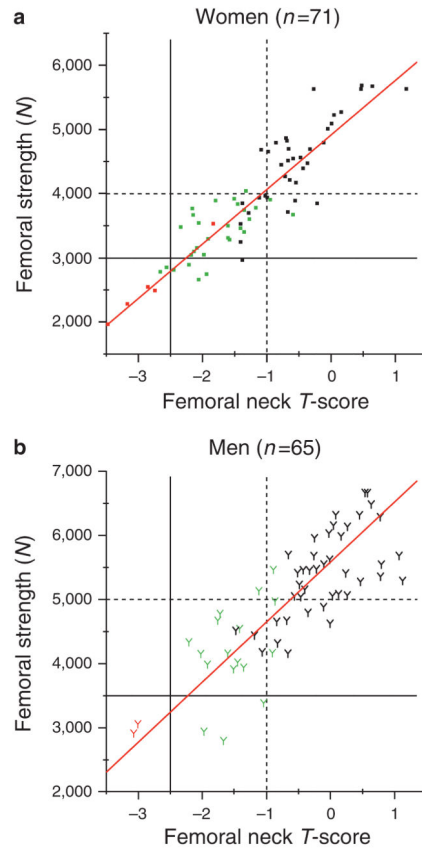 a
Women (n=71)
Femoral strength (N)
6,000
5,000
4,000
3,000
2,000
−3 −2 −1 0 1
Femoral neck T-score
b
Men (n=65)
Femoral strength (N)
7,000
6,000
5,000
4,000
3,000
2,000
−3 −2 −1 0 1
Femoral neck T-score